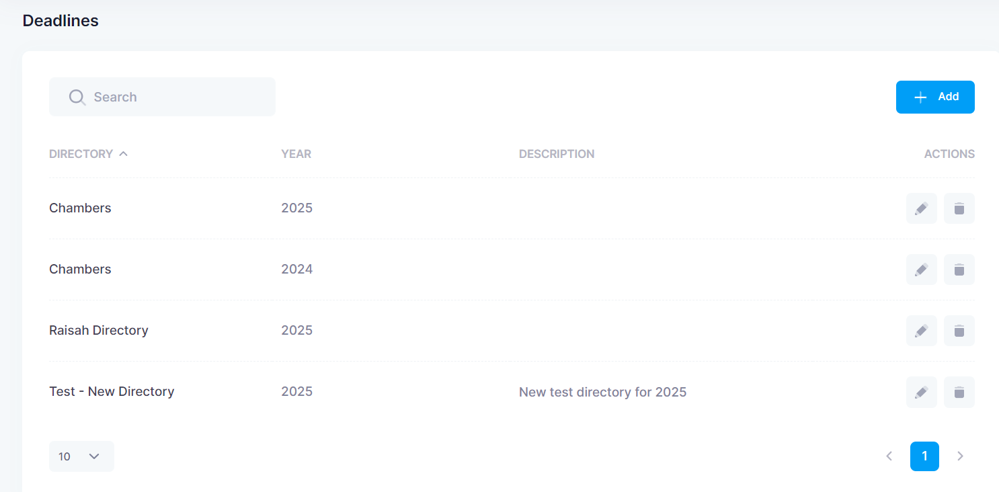 Deadlines
Search
Add
DIRECTORY YEAR DESCRIPTION ACTIONS
Chambers 2025
Chambers 2024
Raisah Directory 2025
Test - New Directory 2025 New test directory for 2025
10 1